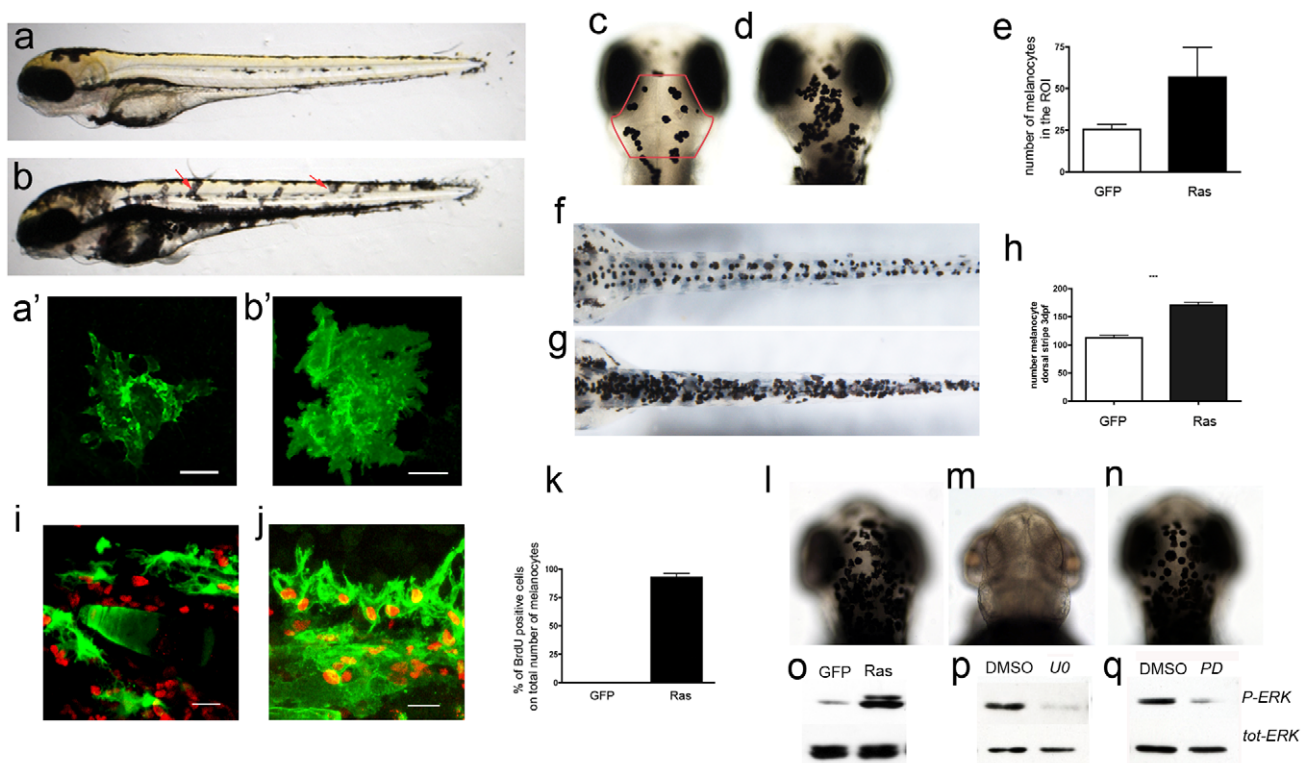 a
b
a’
b’
c
d
e
number of melanocytes
in the ROI
75
50
25
0
GFP
Ras
f
g
h
...
number melanocyte
dorsal stripe 3dpf
200
150
100
50
0
GFP
Ras
i
j
k
% of BrdU positive cells
on total number of melanocytes
100
75
50
25
0
GFP
Ras
l
m
n
o
GFP Ras
p
DMSO U0
q
DMSO PD
P-ERK
tot-ERK